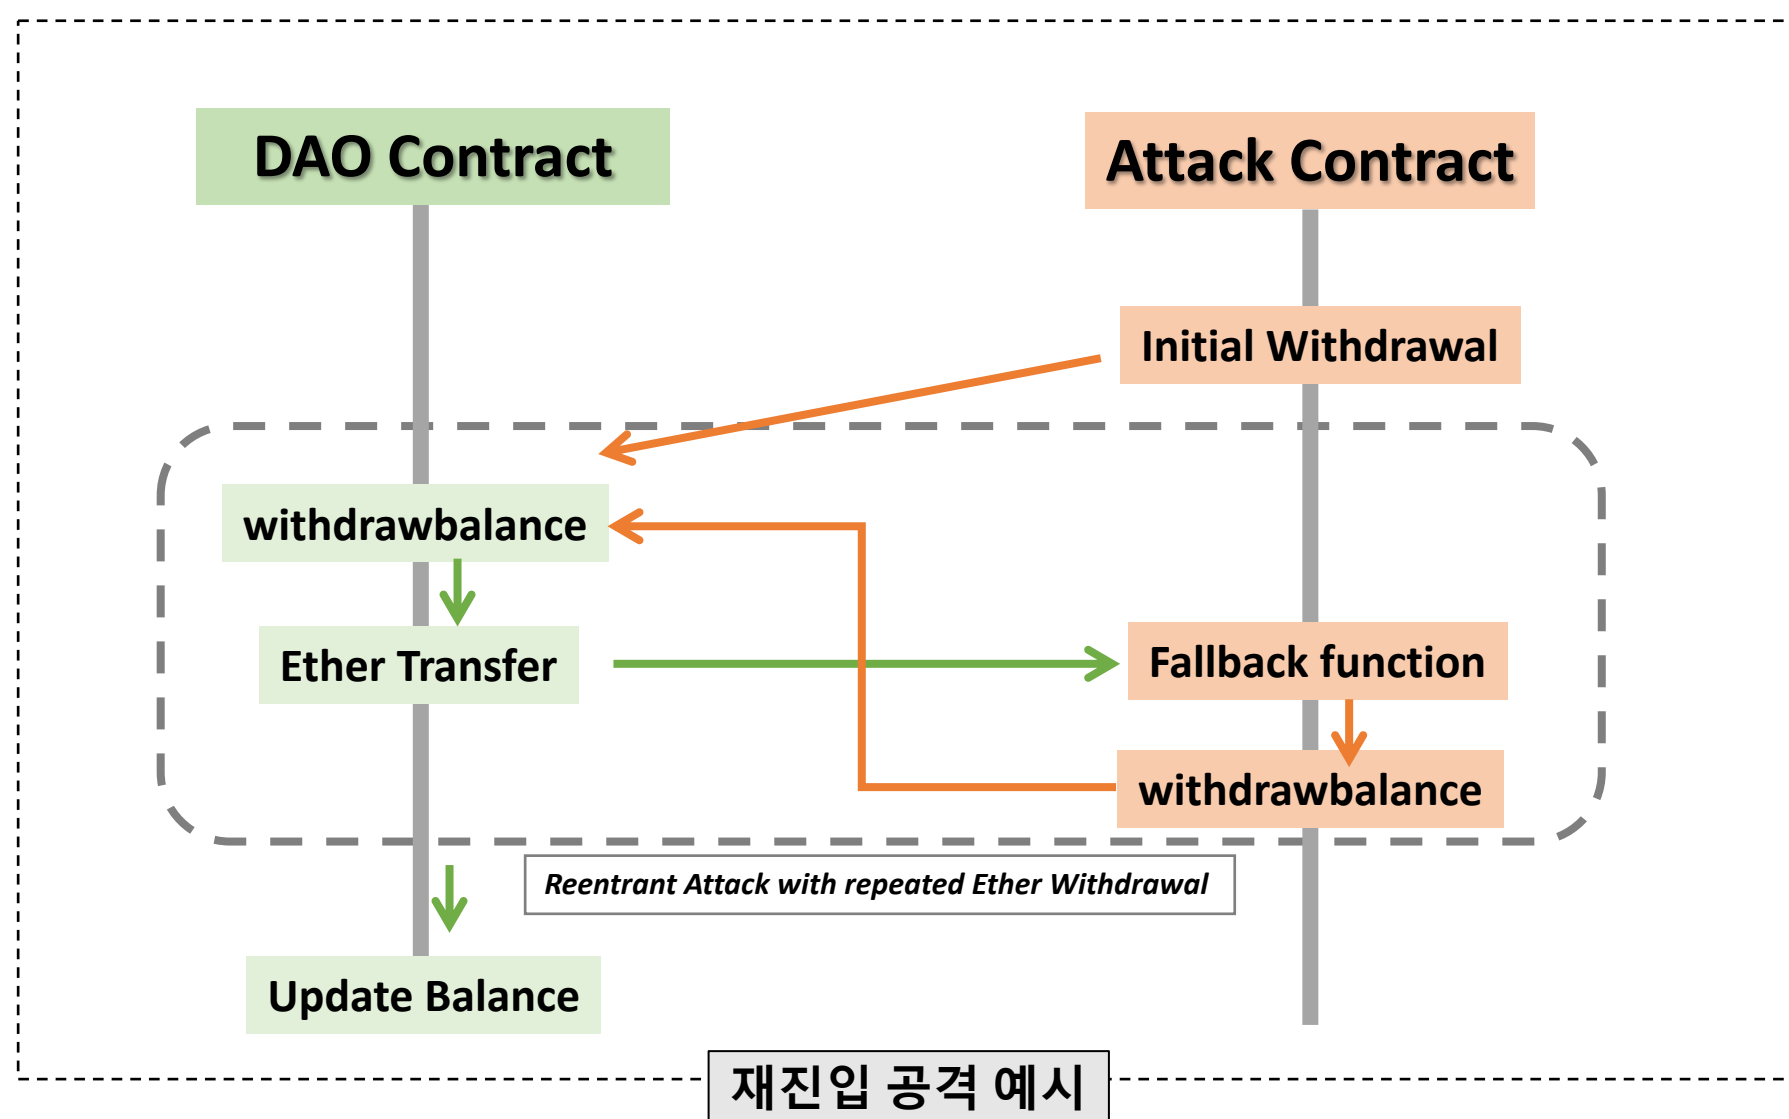 DAO Contract
Attack Contract
Initial Withdrawal
withdrawbalance
Ether Transfer
Fallback function
withdrawbalance
Reentrant Attack with repeated Ether Withdrawal
Update Balance
재진입 공격 예시